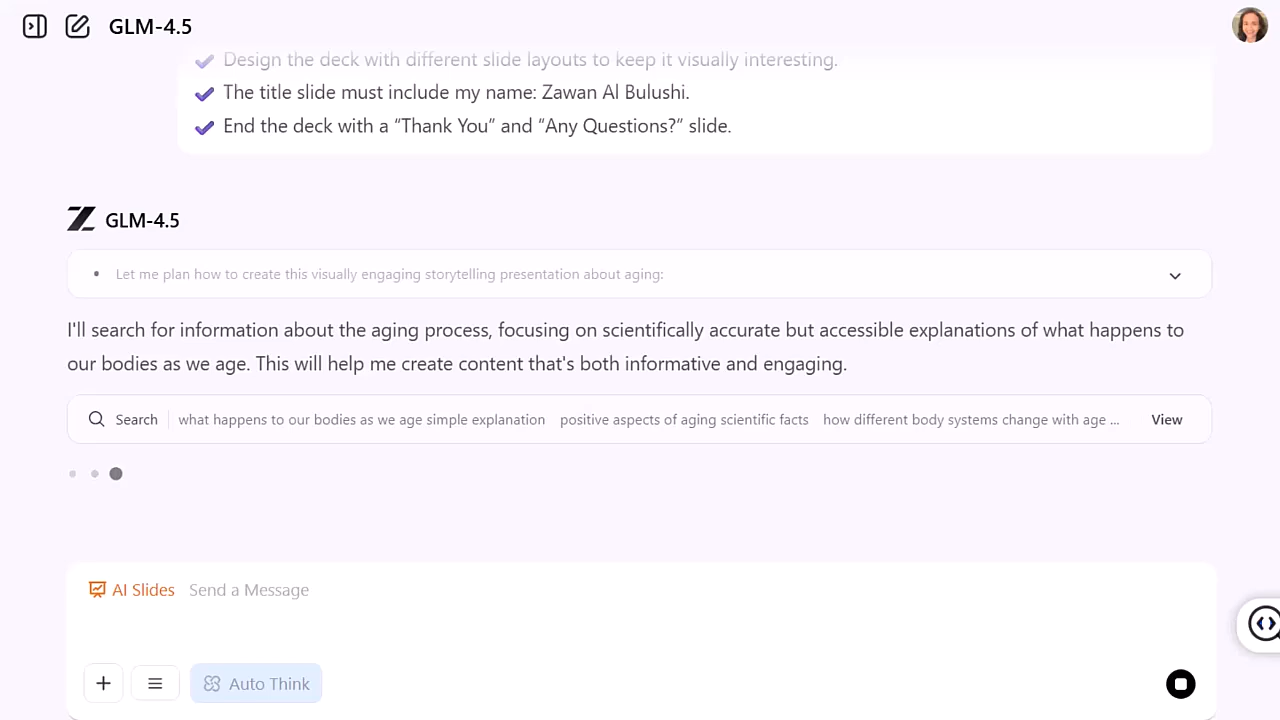 GLM-4.5
Design the deck with different slide layouts to keep it visually interesting.
The title slide must include my name: Zawan Al Bulushi.
End the deck with a “Thank You” and “Any Questions?” slide.
GLM-4.5
Let me plan how to create this visually engaging storytelling presentation about aging:
I'll search for information about the aging process, focusing on scientifically accurate but accessible explanations of what happens to
our bodies as we age. This will help me create content that's both informative and engaging.
Search what happens to our bodies as we age simple explanation positive aspects of aging scientific facts how different body systems change with age ... View
AI Slides Send a Message
Auto Think